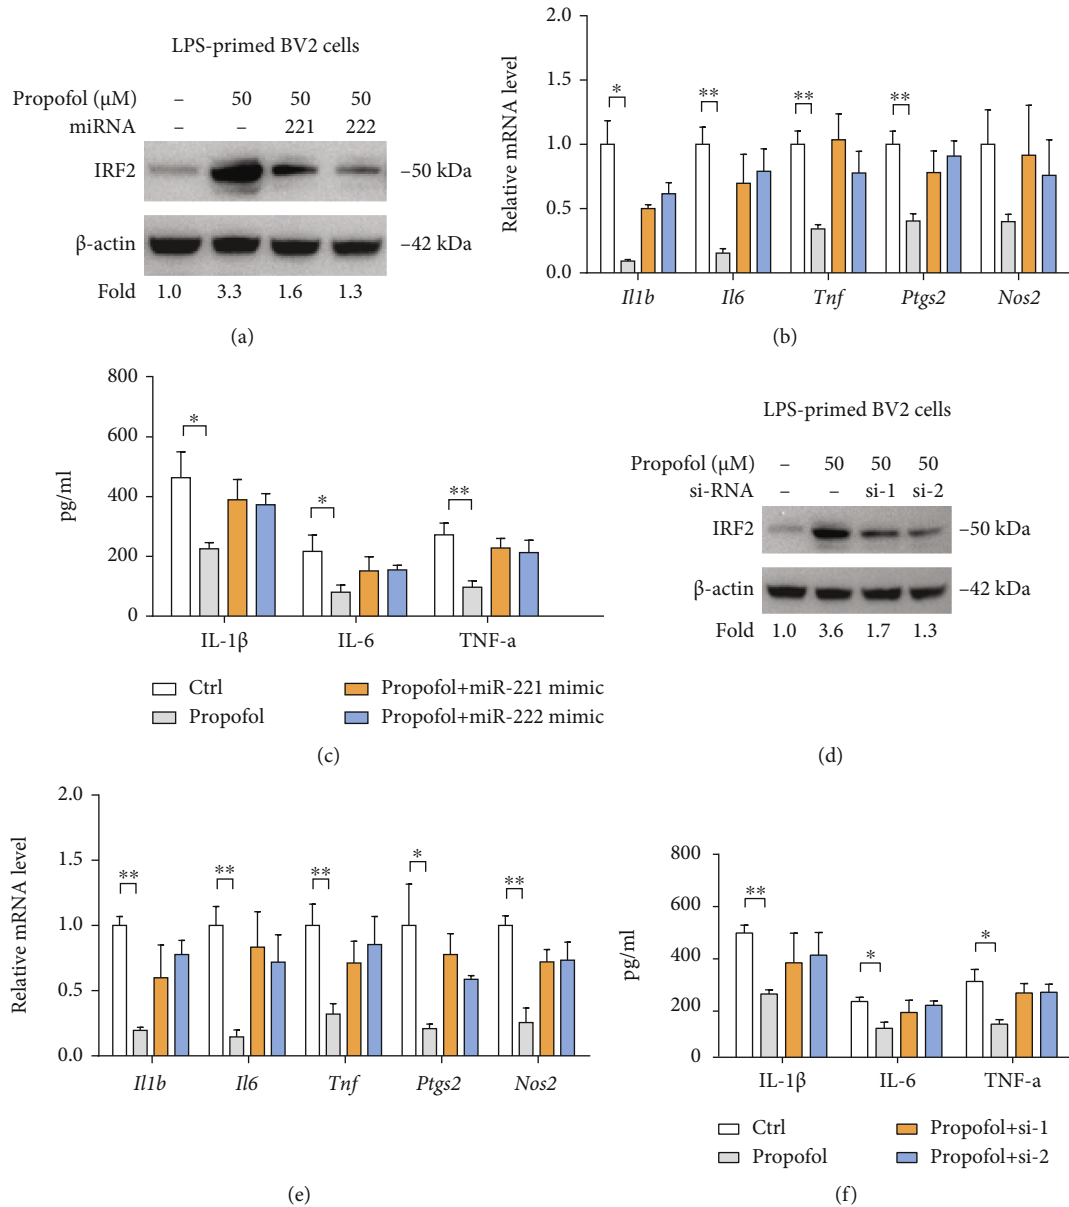 LPS-primed BV2 cells
Propofol (μM) – 50 50 50
miRNA – – 221 222
IRF2 –50 kDa
β-actin –42 kDa
Fold 1.0 3.3 1.6 1.3
(a)
Relative mRNA level
2.0
1.5
1.0
0.5
0.0
* ** ** **
Il1b Il6 Tnf Ptgs2 Nos2
(b)
pg/ml
800
600
400
200
0
* * **
IL-1β IL-6 TNF-a
Ctrl
Propofol
Propofol+miR-221 mimic
Propofol+miR-222 mimic
(c)
LPS-primed BV2 cells
Propofol (μM) – 50 50 50
si-RNA – – si-1 si-2
IRF2 –50 kDa
β-actin –42 kDa
Fold 1.0 3.6 1.7 1.3
(d)
Relative mRNA level
2.0
1.5
1.0
0.5
0.0
** ** ** * **
Il1b Il6 Tnf Ptgs2 Nos2
(e)
pg/ml
800
600
400
200
0
** * *
IL-1β IL-6 TNF-a
Ctrl
Propofol
Propofol+si-1
Propofol+si-2
(f)